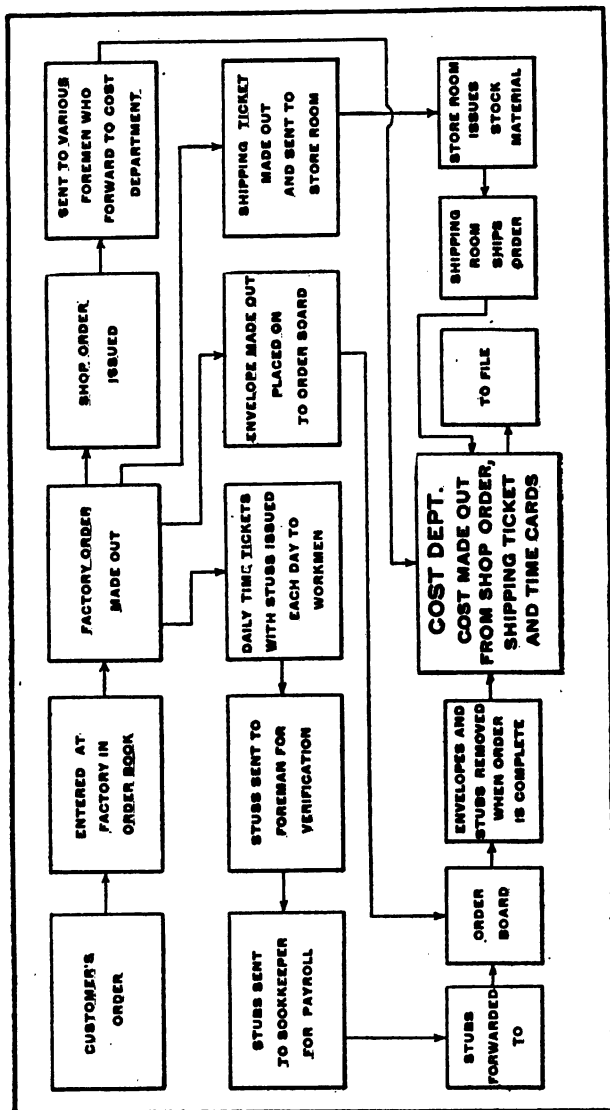 CUSTOMER'S
ORDER
ENTERED AT
FACTORY IN
ORDER BOOK
FACTORY ORDER
MADE OUT
SHOP ORDER
ISSUED
SENT TO VARIOUS
FOREMEN WHO
FORWARD TO COST
DEPARTMENT
STUBS SENT
TO BOOKKEEPER
FOR PAYROLL
STUBS SENT TO
FOREMAN FOR
VERIFICATION
DAILY TIME TICKETS
WITH STUBS ISSUED
EACH DAY TO
WORKMEN
ENVELOPE MADE OUT
PLACED ON
TO ORDER BOARD
SHIPPING TICKET
MADE OUT
AND SENT TO
STORE ROOM
STUBS
FORWARDED
TO
ORDER
BOARD
ENVELOPES AND
STUBS REMOVED
WHEN ORDER
IS COMPLETE
COST DEPT.
COST MADE OUT
FROM SHOP ORDER,
SHIPPING TICKET
AND TIME CARDS
TO FILE
SHIPPING
ROOM
SHIPS
ORDER
STORE ROOM
ISSUES
STOCK
MATERIAL